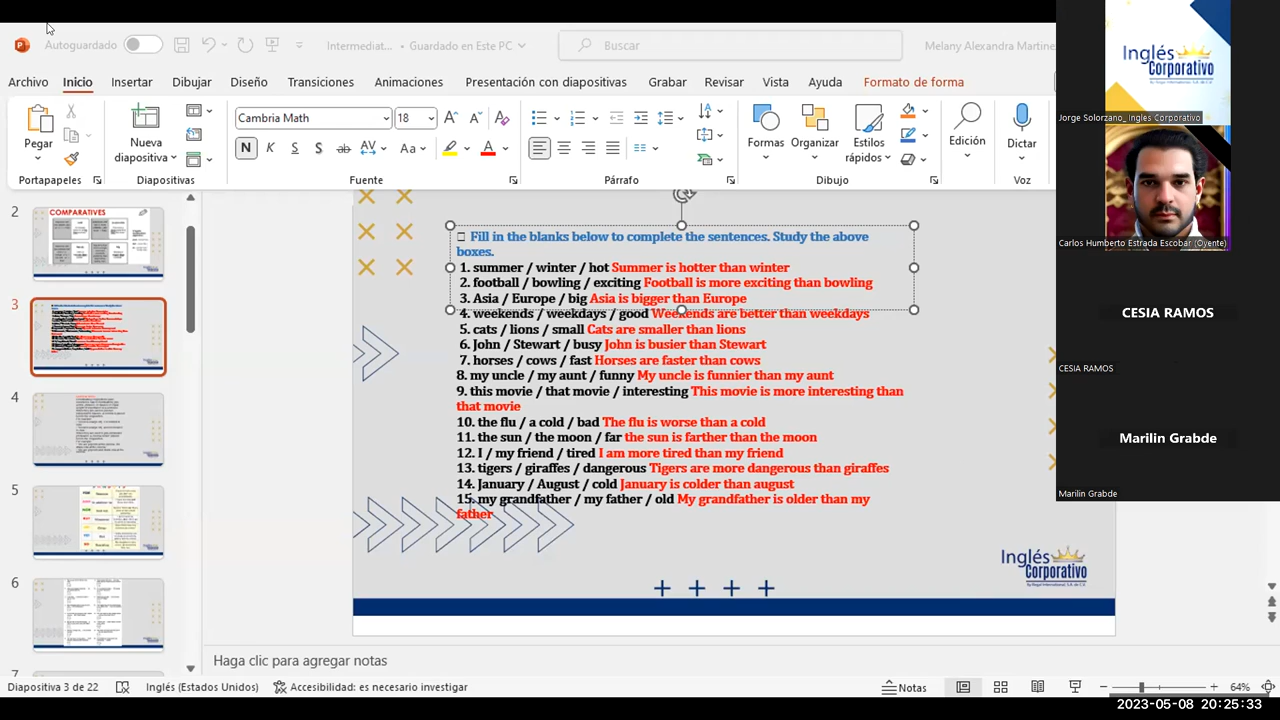 Autoguardado
Intermediat... • Guardado en Este PC
Buscar
Melany Alexandra Martine
Archivo Inicio Insertar Dibujar Diseño Transiciones Animaciones Presentación con diapositivas Grabar Revisar Vista Ayuda Formato de forma
Cambria Math 18
Pegar
Nueva diapositiva
Formas Organizar Estilos rápidos Edición Dictar
Portapapeles Diapositivas Fuente Párrafo Dibujo Voz
2
COMPARATIVES
3
4
5
6
7
Fill in the blanks below to complete the sentences. Study the above
boxes.
1. summer / winter / hot Summer is hotter than winter
2. football / bowling / exciting Football is more exciting than bowling
3. Asia / Europe / big Asia is bigger than Europe
4. weekends / weekdays / good Weekends are better than weekdays
5. cats / lions / small Cats are smaller than lions
6. John / Stewart / busy John is busier than Stewart
7. horses / cows / fast Horses are faster than cows
8. my uncle / my aunt / funny My uncle is funnier than my aunt
9. this movie / that movie / interesting This movie is more interesting than
that movie
10. the flu / a cold / bad The flu is worse than a cold
11. the sun / the moon / far the sun is farther than the moon
12. I / my friend / tired I am more tired than my friend
13. tigers / giraffes / dangerous Tigers are more dangerous than giraffes
14. January / August / cold January is colder than august
15. my grandfather / my father / old My grandfather is older than my
father
Inglés
Corporativo
Haga clic para agregar notas
Diapositiva 3 de 22 Inglés (Estados Unidos) Accesibilidad: es necesario investigar Notas 64%
Inglés
Corporativo
Jorge Solorzano_ Ingles Corporativo
Carlos Humberto Estrada Escobar (Oyente)
CESIA RAMOS
CESIA RAMOS
Marilin Grabde
Marilin Grabde
2023-05-08 20:25:33